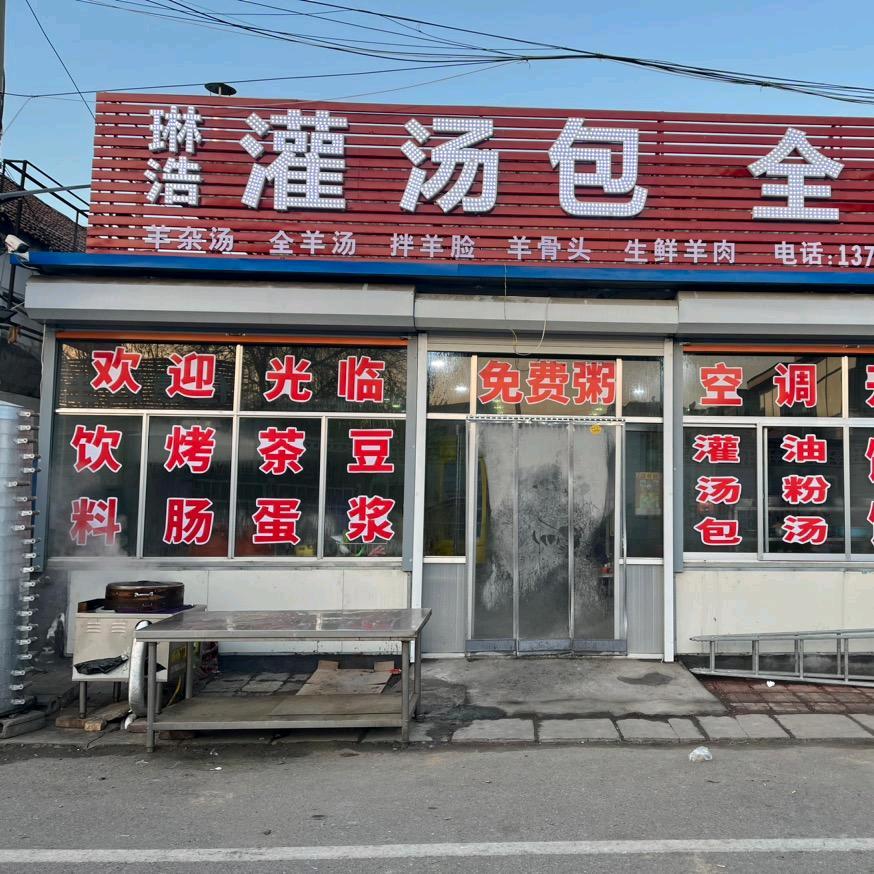 琳浩 灌汤包 全
羊杂汤 全羊汤 拌羊脸 羊骨头 生鲜羊肉 电话:137
欢迎光临
饮料 烤肠 茶蛋 豆浆
免费粥
空调
灌汤包 油粉汤